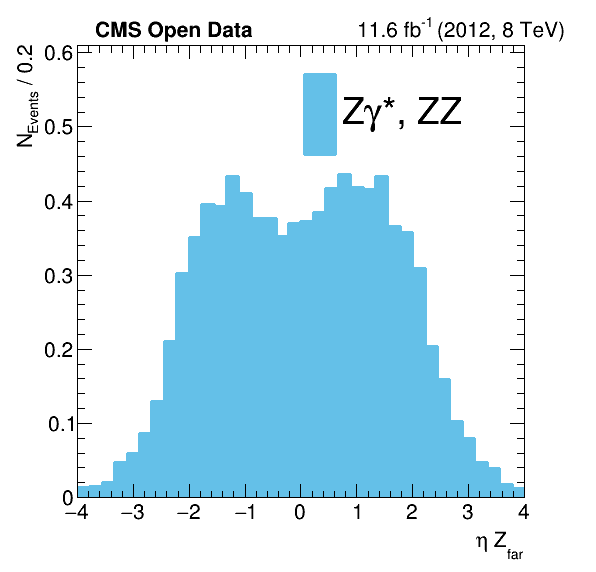 CMS Open Data 11.6 fb-1 (2012, 8 TeV)
NEvents / 0.2
0.6
0.5
0.4
0.3
0.2
0.1
0
Zγ*, ZZ
−4 −3 −2 −1 0 1 2 3 4
η Zfar